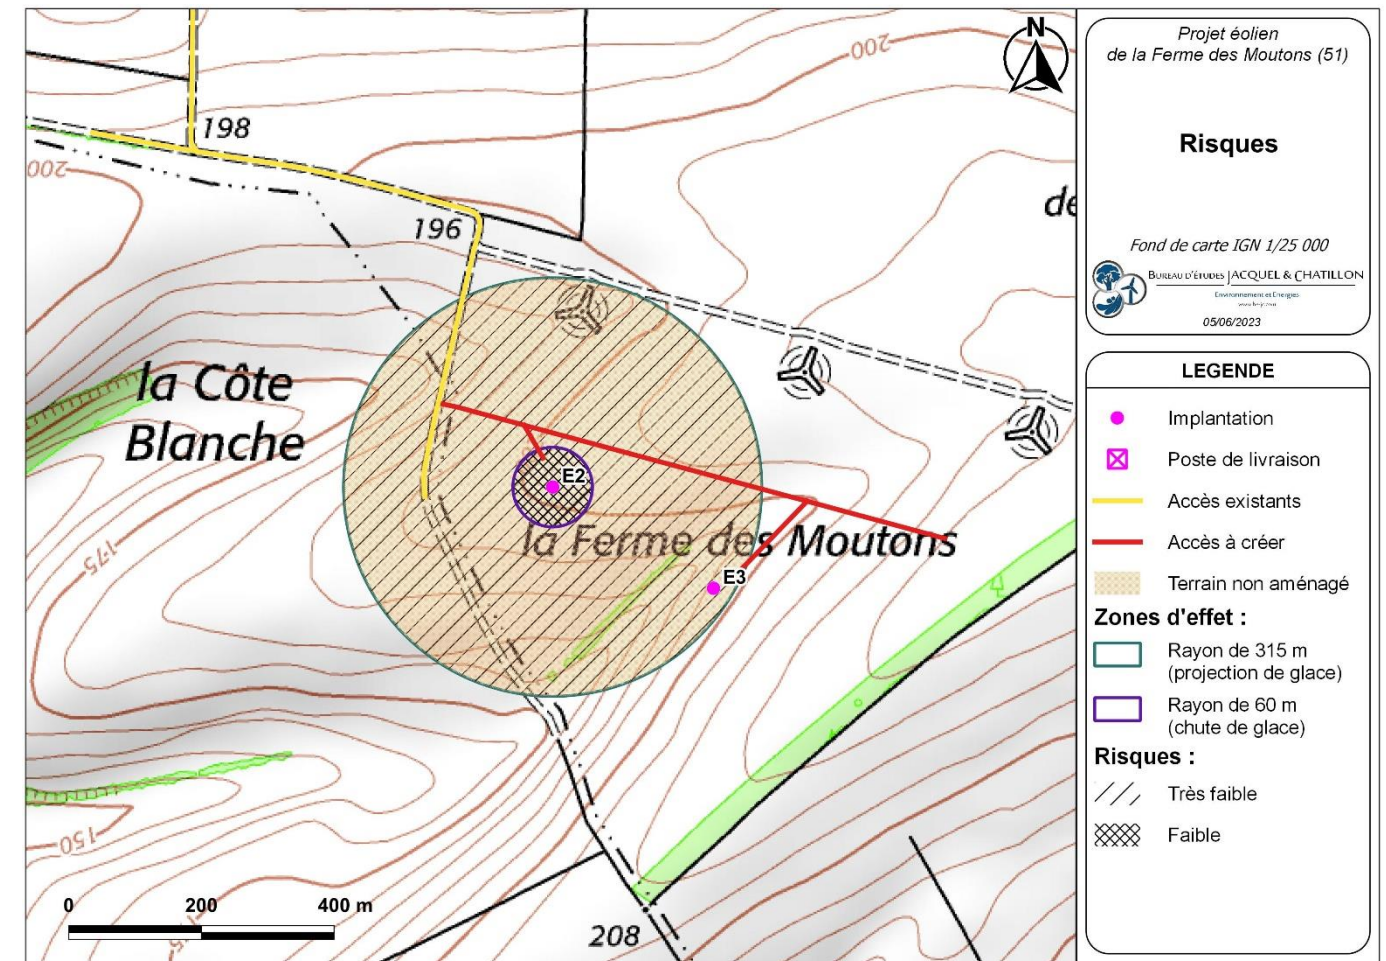 200
198
200
196
de
la Côte
Blanche
E2
la Ferme des Moutons
E3
175
150
208
0 200 400 m
N
Projet éolien
de la Ferme des Moutons (51)
Risques
Fond de carte IGN 1/25 000
BUREAU D'ÉTUDES JACQUEL & CHATILLON
Environnement et Energies
05/06/2023
LEGENDE
Implantation
Poste de livraison
Accès existants
Accès à créer
Terrain non aménagé
Zones d'effet :
Rayon de 315 m
(projection de glace)
Rayon de 60 m
(chute de glace)
Risques :
Très faible
Faible